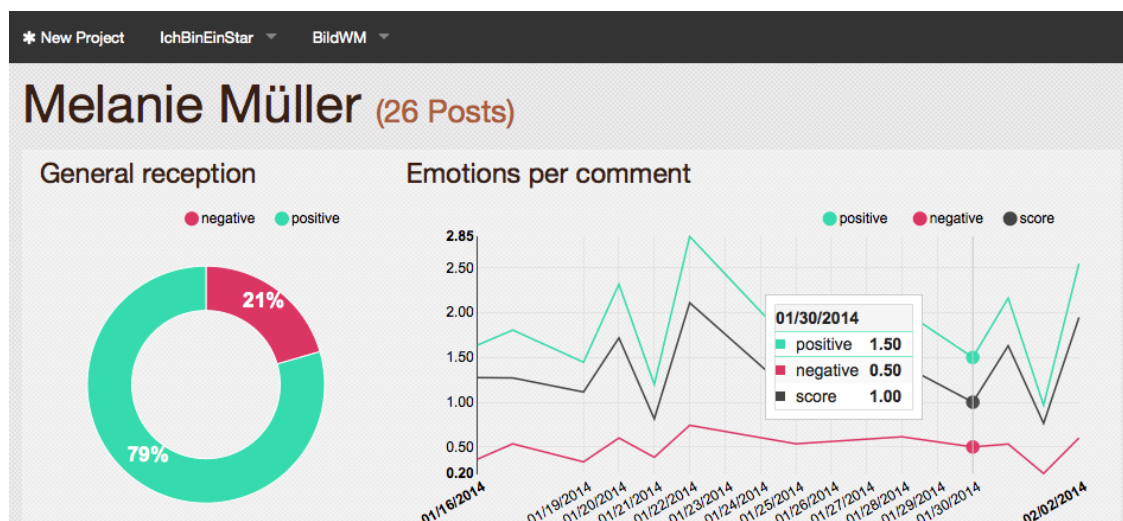 ✱ New Project IchBinEinStar BildWM
Melanie Müller (26 Posts)
General reception
negative positive
21%
79%
Emotions per comment
positive negative score
2.85
2.50
2.00
1.50
1.00
0.50
0.20
01/30/2014
positive 1.50
negative 0.50
score 1.00
01/16/2014
01/19/2014
01/20/2014
01/21/2014
01/22/2014
01/23/2014
01/24/2014
01/25/2014
01/26/2014
01/27/2014
01/28/2014
01/29/2014
01/30/2014
02/02/2014